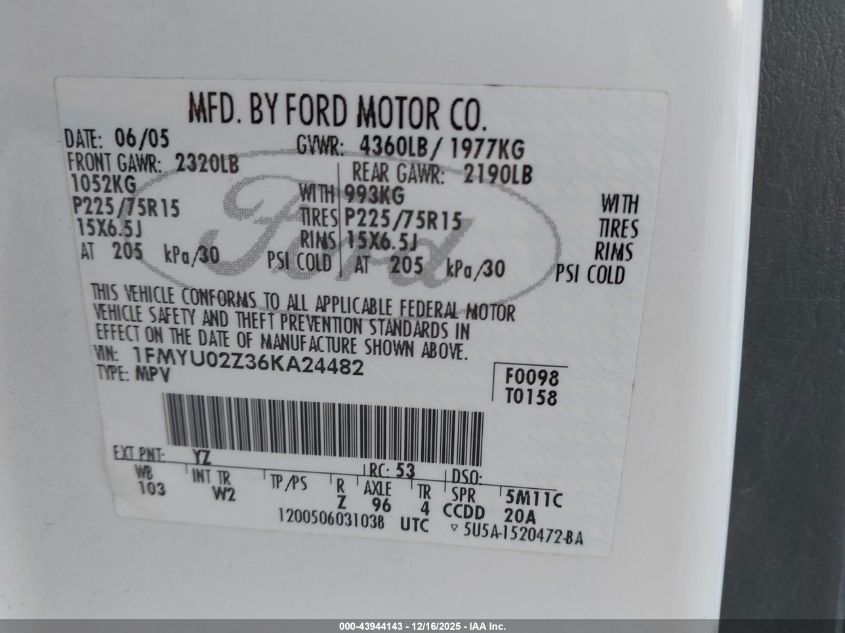 MFD. BY FORD MOTOR CO.
DATE: 06/05 GVWR: 4360LB/ 1977KG
FRONT GAWR: 2320LB REAR GAWR: 2190LB
1052KG WITH 993KG WITH
P225/75R15 TIRES P225/75R15 TIRES
15X6.5J RIMS 15X6.5J RIMS
AT 205 kPa/30 PSI COLD AT 205 kPa/30 PSI COLD
Ford
THIS VEHICLE CONFORMS TO ALL APPLICABLE FEDERAL MOTOR
VEHICLE SAFETY AND THEFT PREVENTION STANDARDS IN
EFFECT ON THE DATE OF MANUFACTURE SHOWN ABOVE.
VIN: 1FMYU02Z36KA24482
TYPE: MPV
F0098
T0158
EXT PNT: YZ RC: 53 DSO:
WB INT TR TP/PS R AXLE TR SPR 5M11C
103 W2 Z 96 4 CCDD 20A
1200506031038 UTC ▽ 5U5A-1520472-BA
000-43944143 - 12/16/2025 - IAA Inc.